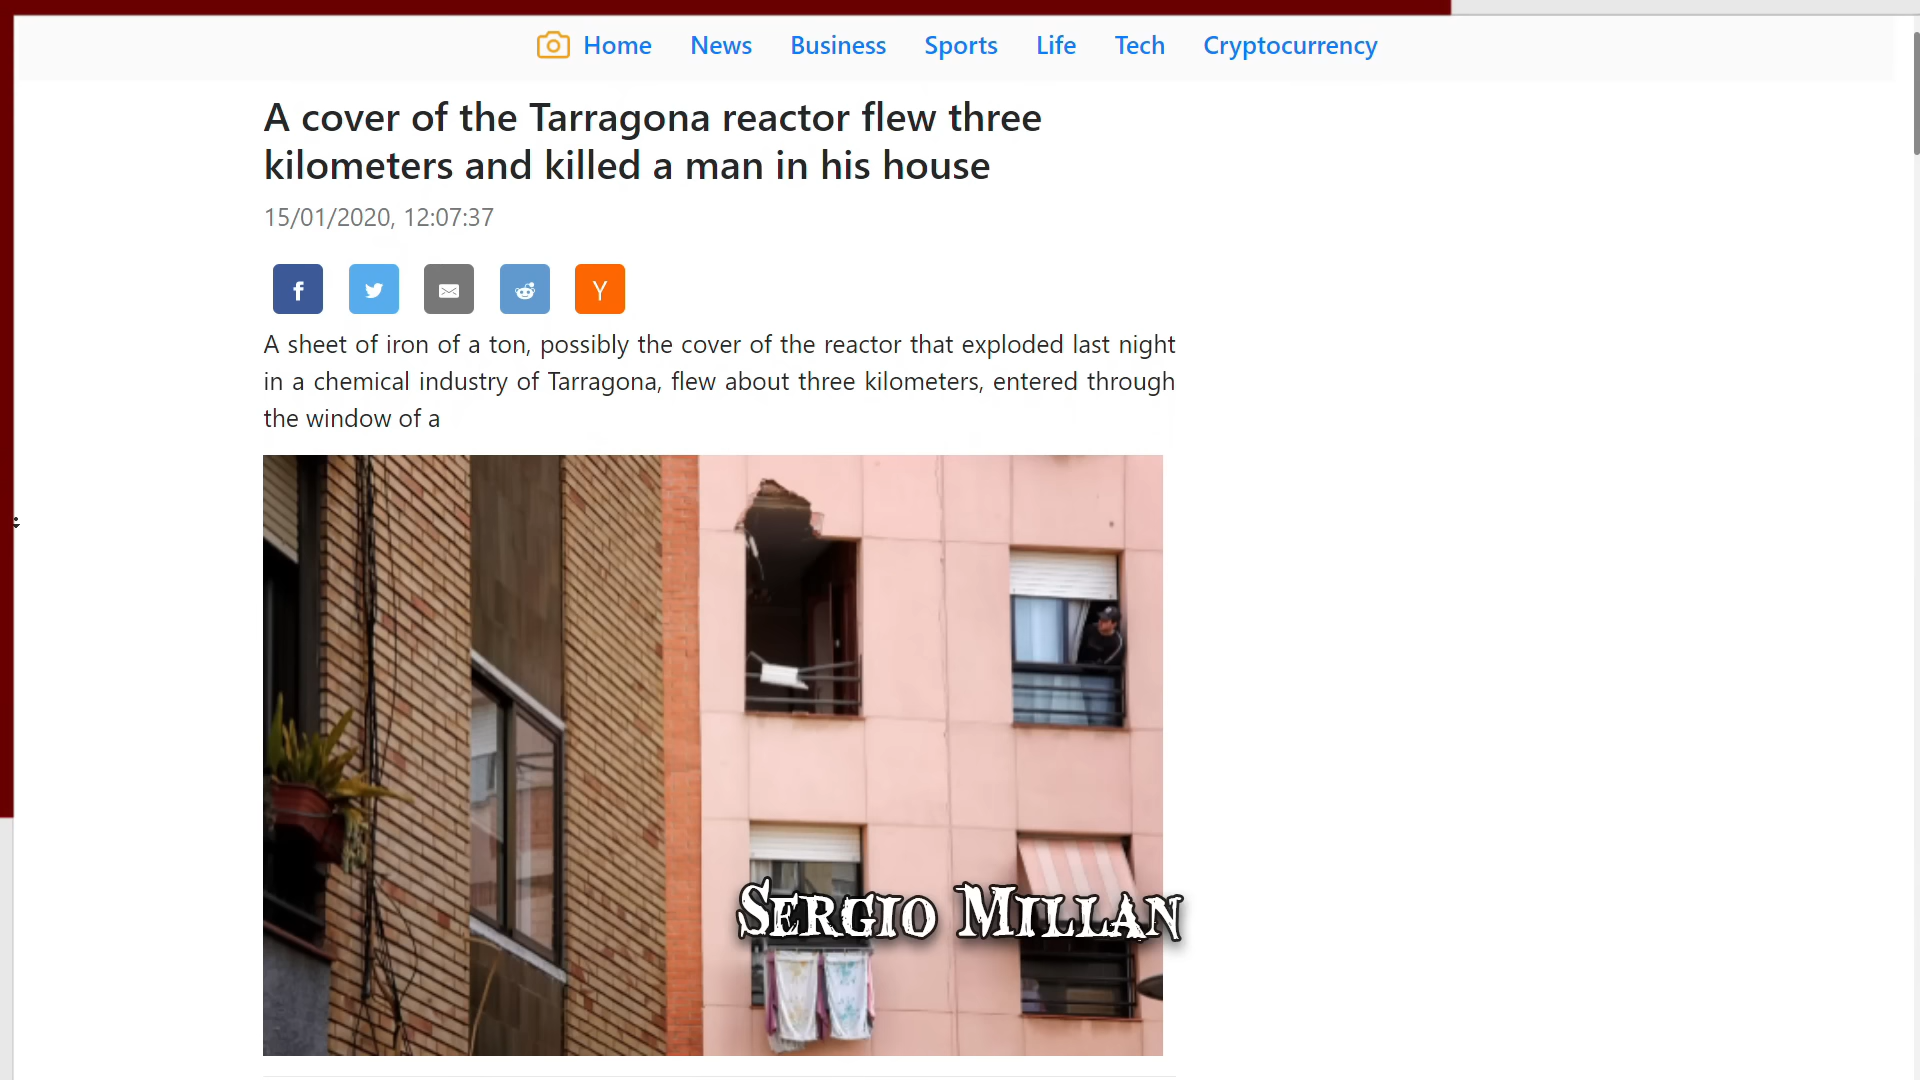 Home News Business Sports Life Tech Cryptocurrency
A cover of the Tarragona reactor flew three
kilometers and killed a man in his house
15/01/2020, 12:07:37
f
Y
A sheet of iron of a ton, possibly the cover of the reactor that exploded last night
in a chemical industry of Tarragona, flew about three kilometers, entered through
the window of a
Sergio Millan